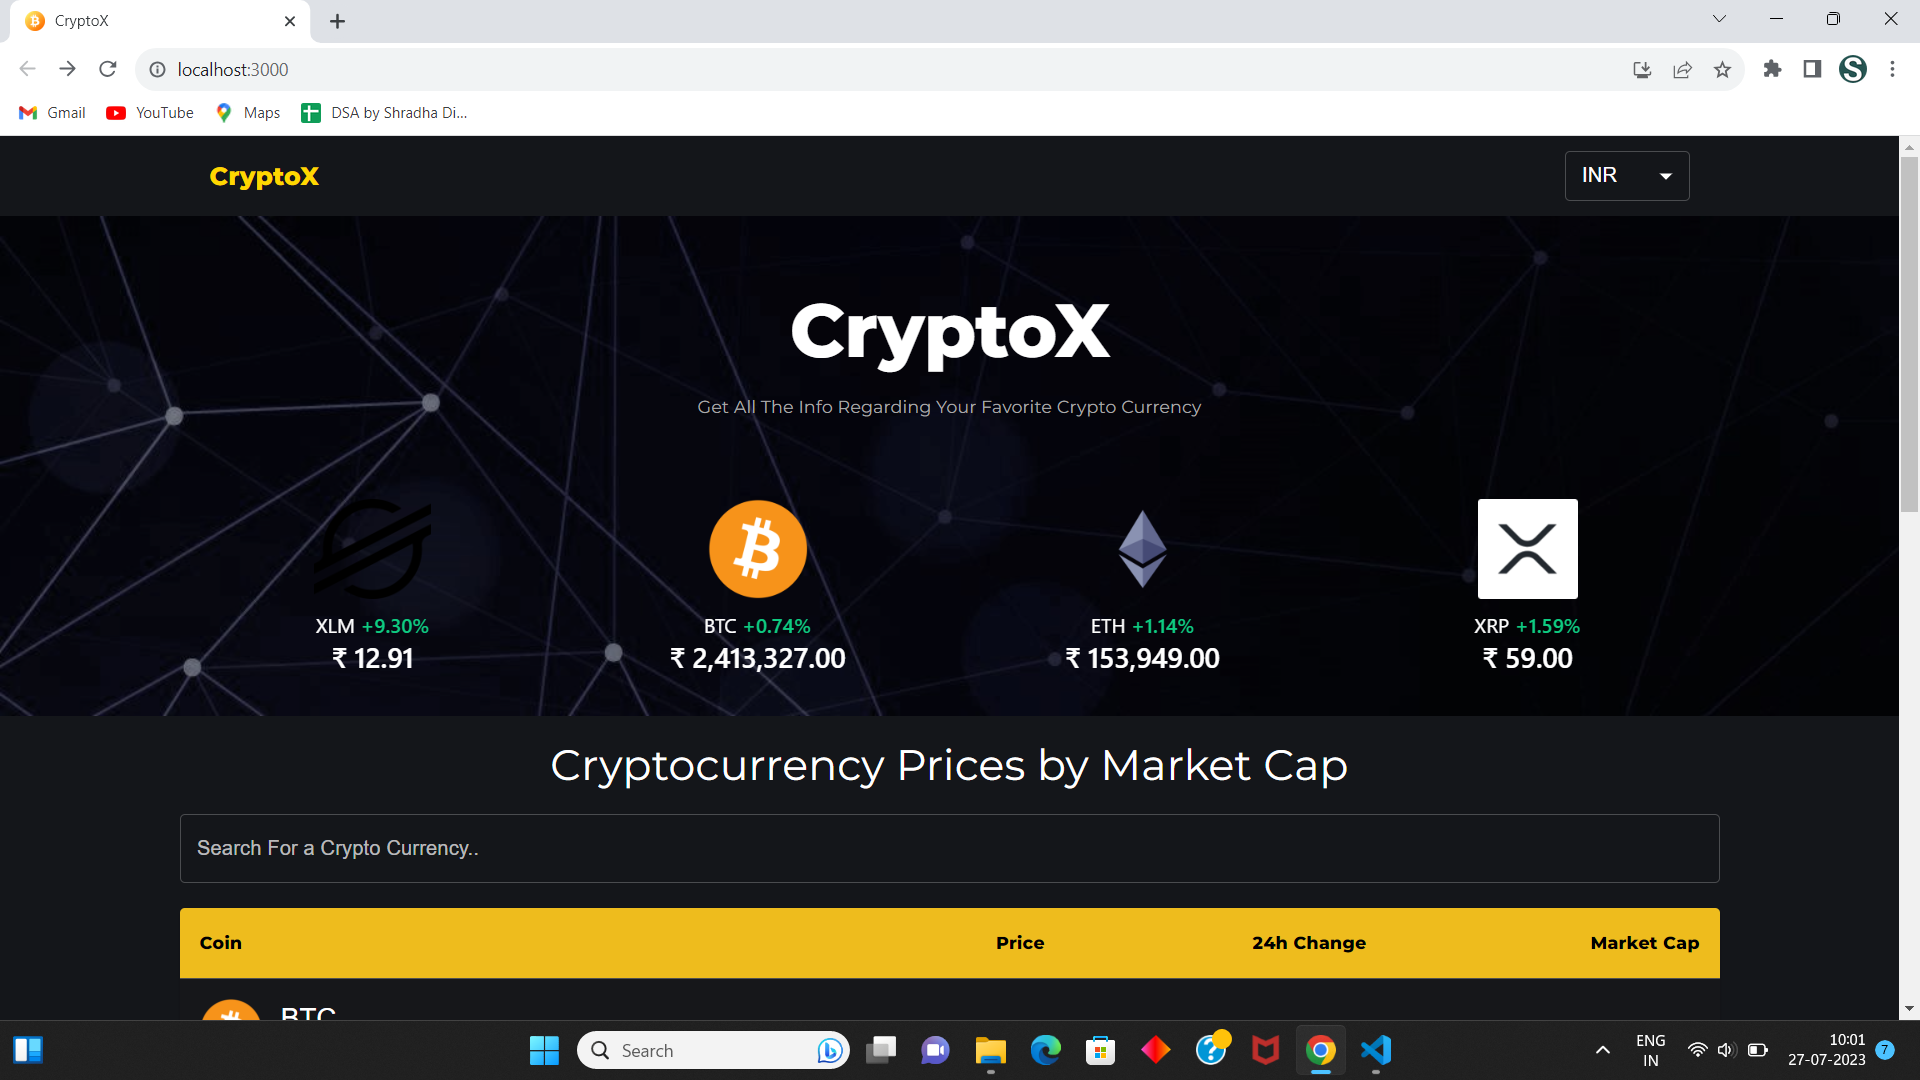 CryptoX
localhost:3000
Gmail YouTube Maps DSA by Shradha Di...
CryptoX INR
CryptoX
Get All The Info Regarding Your Favorite Crypto Currency
XLM +9.30% BTC +0.74% ETH +1.14% XRP +1.59%
₹ 12.91 ₹ 2,413,327.00 ₹ 153,949.00 ₹ 59.00
Cryptocurrency Prices by Market Cap
Search For a Crypto Currency..
Coin Price 24h Change Market Cap
BTC
Search
ENG
IN
10:01
27-07-2023
7